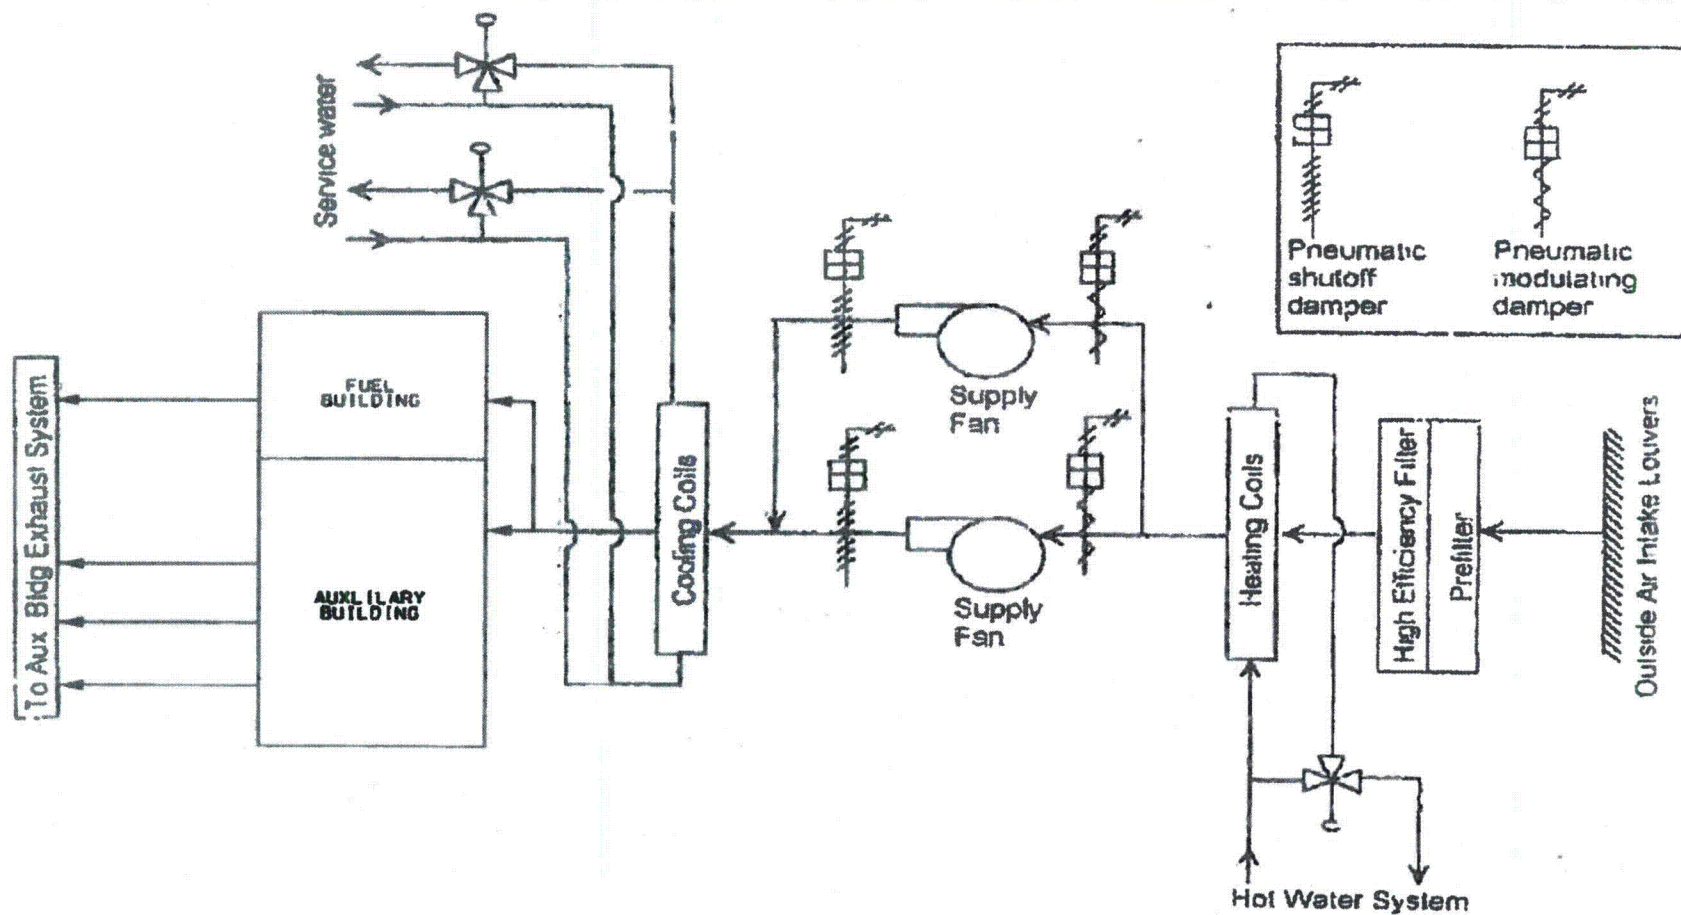 Service water
Pneumatic
shutoff
damper
Pneumatic
modulating
damper
To Aux Bldg Exhaust System
FUEL
BUILDING
AUXLILARY
BUILDING
Cooling Coils
Supply
Fan
Supply
Fan
Heating Coils
High Efficiency Filter
Prefilter
Outside Air Intake Louvers
Hot Water System